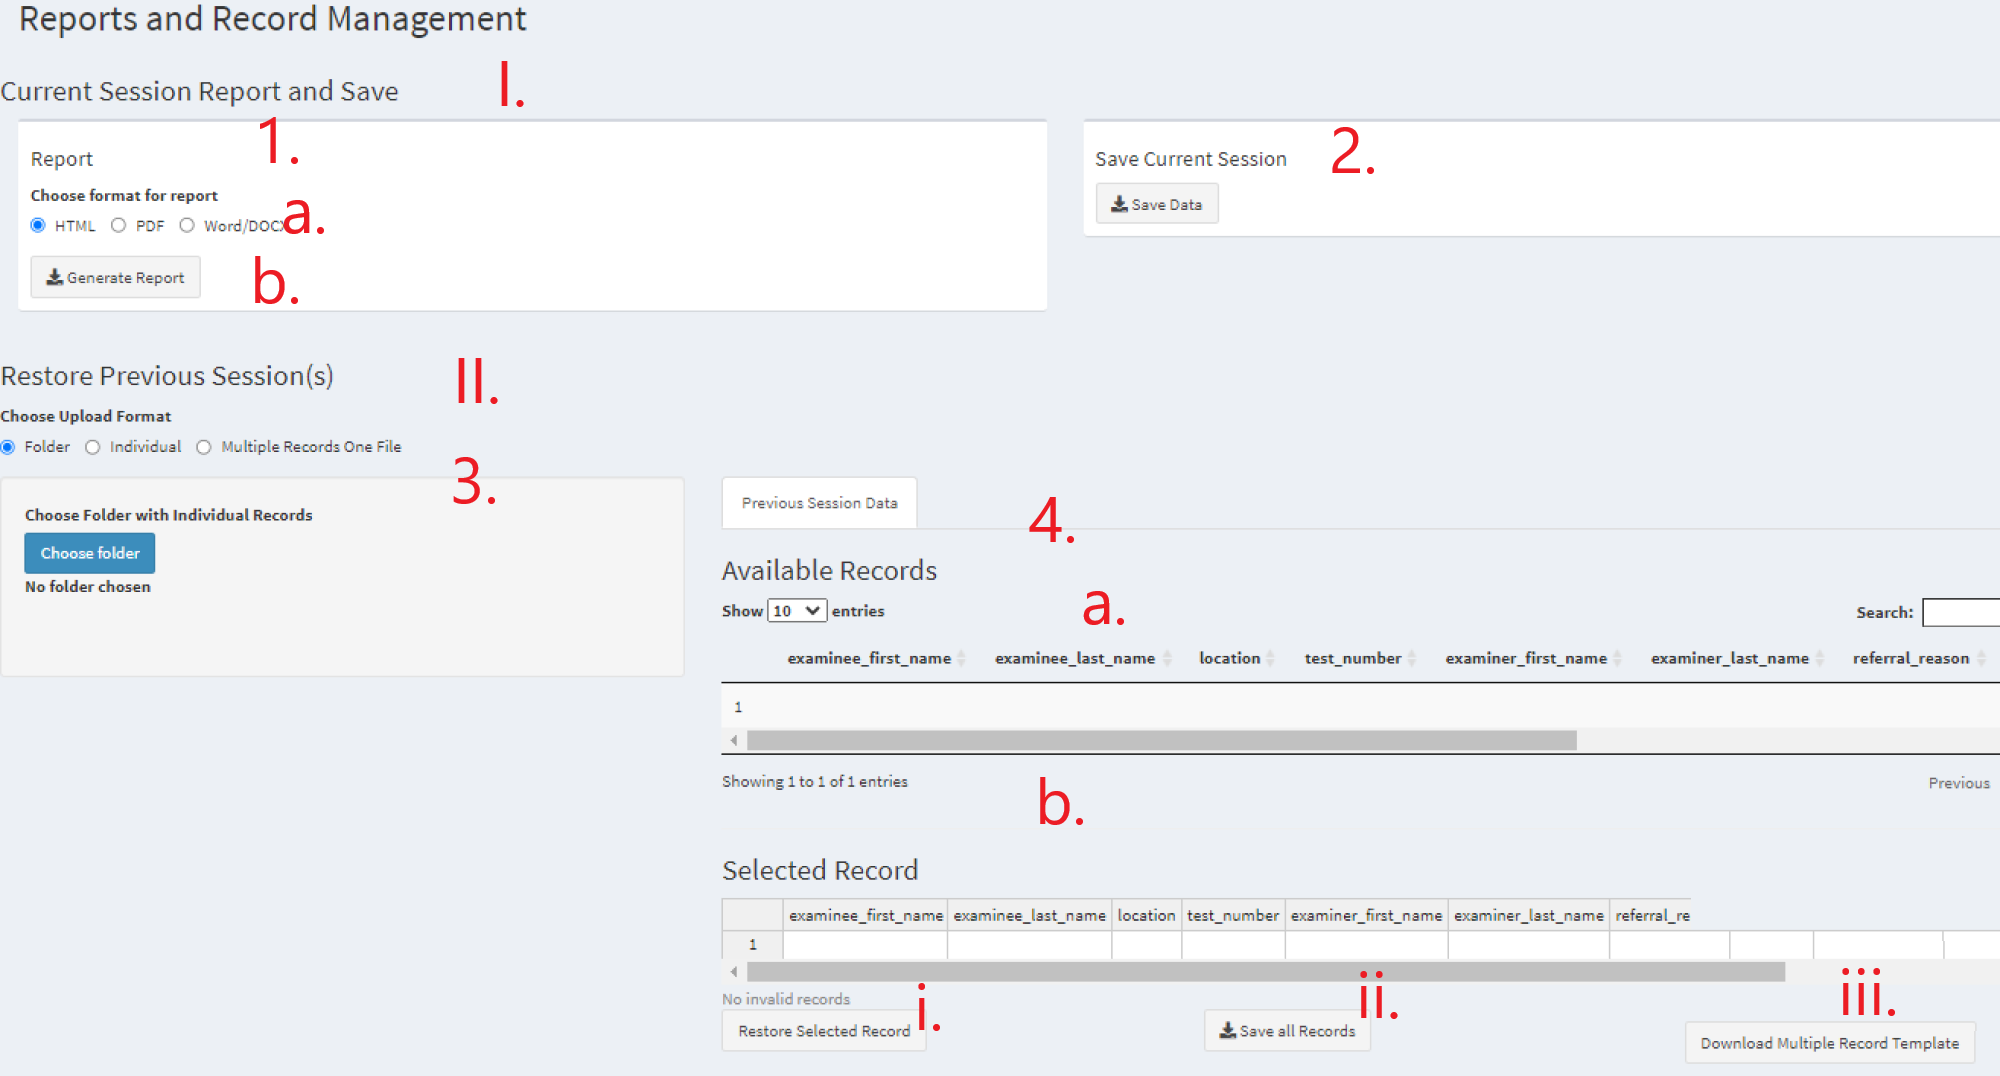 Reports and Record Management
Current Session Report and Save I.
1.
Report
Choose format for report
HTML PDF Word/DOCX a.
Generate Report b.
2.
Save Current Session
Save Data
Restore Previous Session(s) II.
Choose Upload Format
Folder Individual Multiple Records One File
3.
Choose Folder with Individual Records
Choose folder
No folder chosen
Previous Session Data 4.
Available Records
a.
Show 10 entries Search:
examinee_first_name examinee_last_name location test_number examiner_first_name examiner_last_name referral_reason
1
Showing 1 to 1 of 1 entries Previous
b.
Selected Record
examinee_first_name examinee_last_name location test_number examiner_first_name examiner_last_name referral_re
1
No invalid records
i. ii. iii.
Restore Selected Record Save all Records Download Multiple Record Template